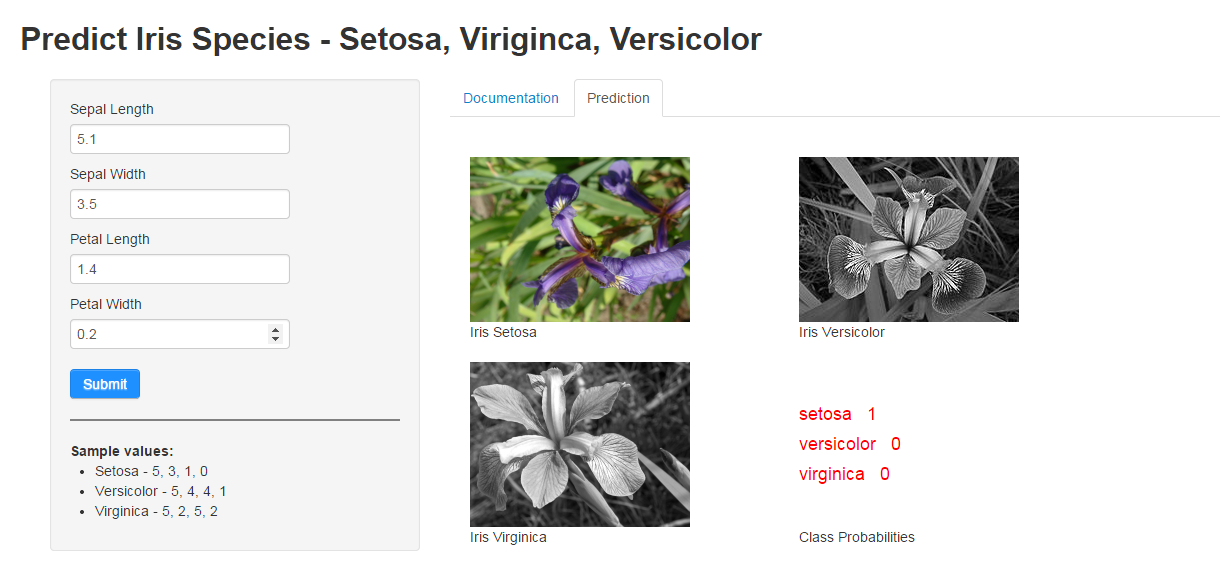 Predict Iris Species - Setosa, Viriginca, Versicolor
Sepal Length
5.1
Sepal Width
3.5
Petal Length
1.4
Petal Width
0.2
Submit
Sample values:
Setosa - 5, 3, 1, 0
Versicolor - 5, 4, 4, 1
Virginica - 5, 2, 5, 2
Documentation
Prediction
Iris Setosa
Iris Versicolor
Iris Virginica
setosa 1
versicolor 0
virginica 0
Class Probabilities